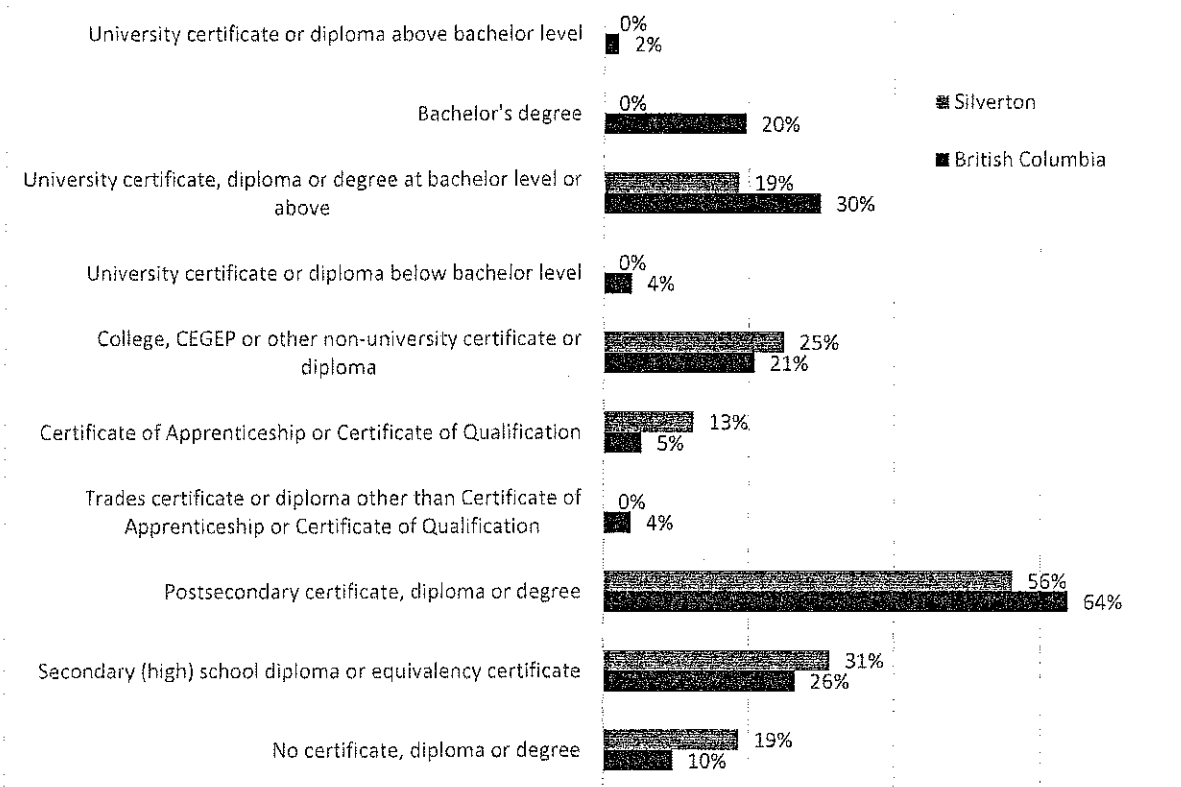 University certificate or diploma above bachelor level
0%
2%
Bachelor's degree
0%
20%
Silverton
British Columbia
University certificate, diploma or degree at bachelor level or
above
19%
30%
University certificate or diploma below bachelor level
0%
4%
College, CEGEP or other non-university certificate or
diploma
25%
21%
Certificate of Apprenticeship or Certificate of Qualification
13%
5%
Trades certificate or diploma other than Certificate of
Apprenticeship or Certificate of Qualification
0%
4%
Postsecondary certificate, diploma or degree
56%
64%
Secondary (high) school diploma or equivalency certificate
31%
26%
No certificate, diploma or degree
19%
10%